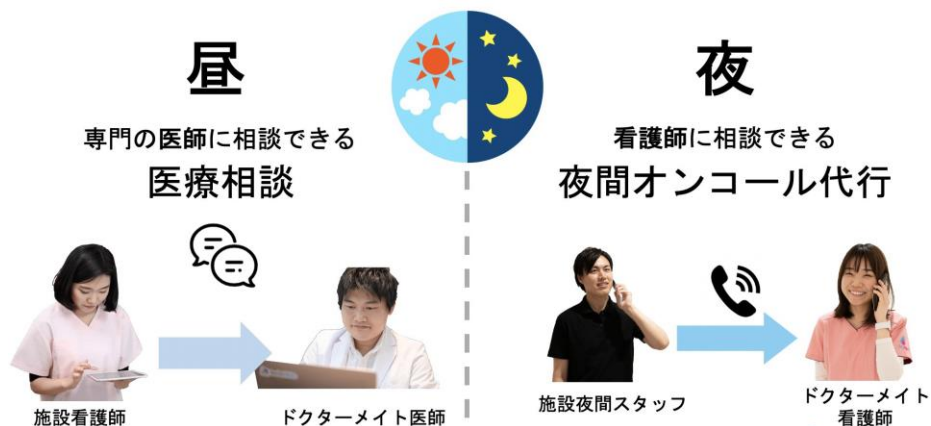 昼
専門の医師に相談できる
医療相談
施設看護師
ドクターメイト医師
夜
看護師に相談できる
夜間オンコール代行
施設夜間スタッフ
ドクターメイト
看護師